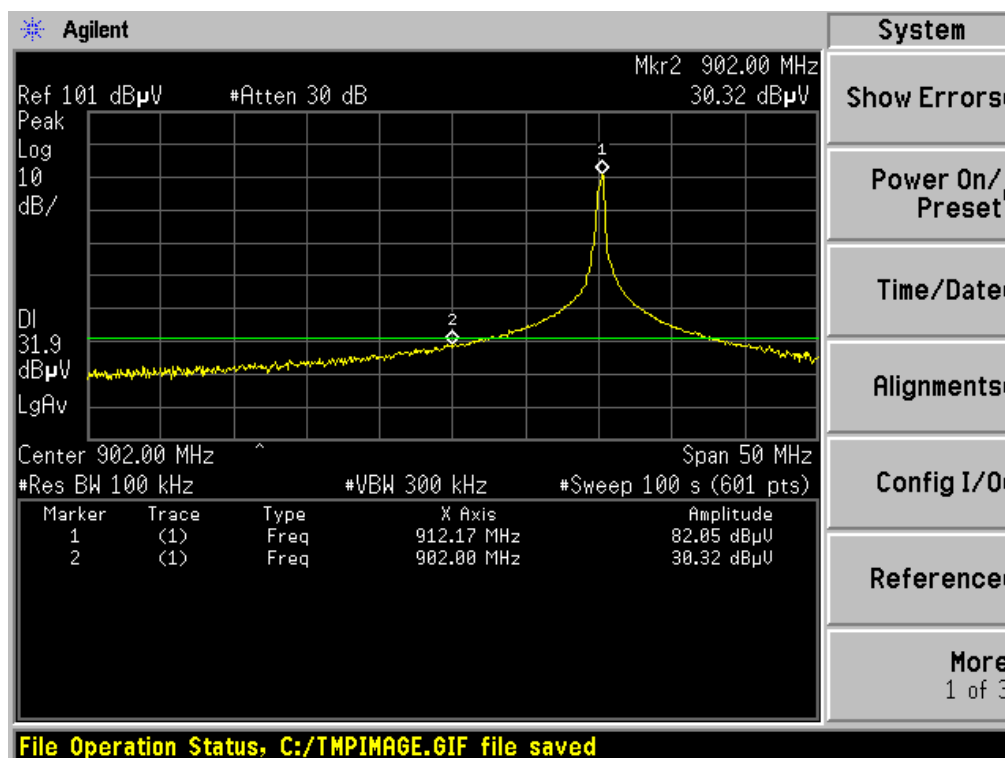 Agilent
System
Mkr2 902.00 MHz
Ref 101 dBµV #Atten 30 dB 30.32 dBµV
Peak
Log
10
dB/
1
2
DI
31.9
dBµV
LgAv
Center 902.00 MHz ^ Span 50 MHz
#Res BW 100 kHz #VBW 300 kHz #Sweep 100 s (601 pts)
Marker Trace Type X Axis Amplitude
1 (1) Freq 912.17 MHz 82.05 dBµV
2 (1) Freq 902.00 MHz 30.32 dBµV
Show Errors
Power On/
Preset
Time/Date
Alignments
Config I/O
Reference
More
1 of 3
File Operation Status, C:/TMPIMAGE.GIF file saved